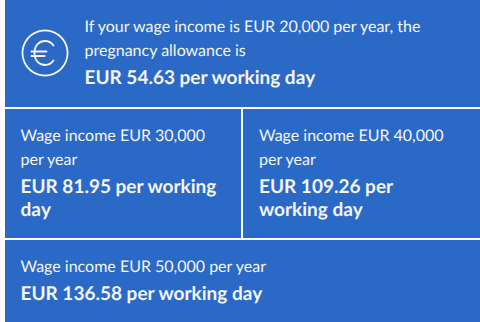 If your wage income is EUR 20,000 per year, the
pregnancy allowance is
EUR 54.63 per working day
Wage income EUR 30,000
per year
EUR 81.95 per working
day
Wage income EUR 40,000
per year
EUR 109.26 per
working day
Wage income EUR 50,000 per year
EUR 136.58 per working day